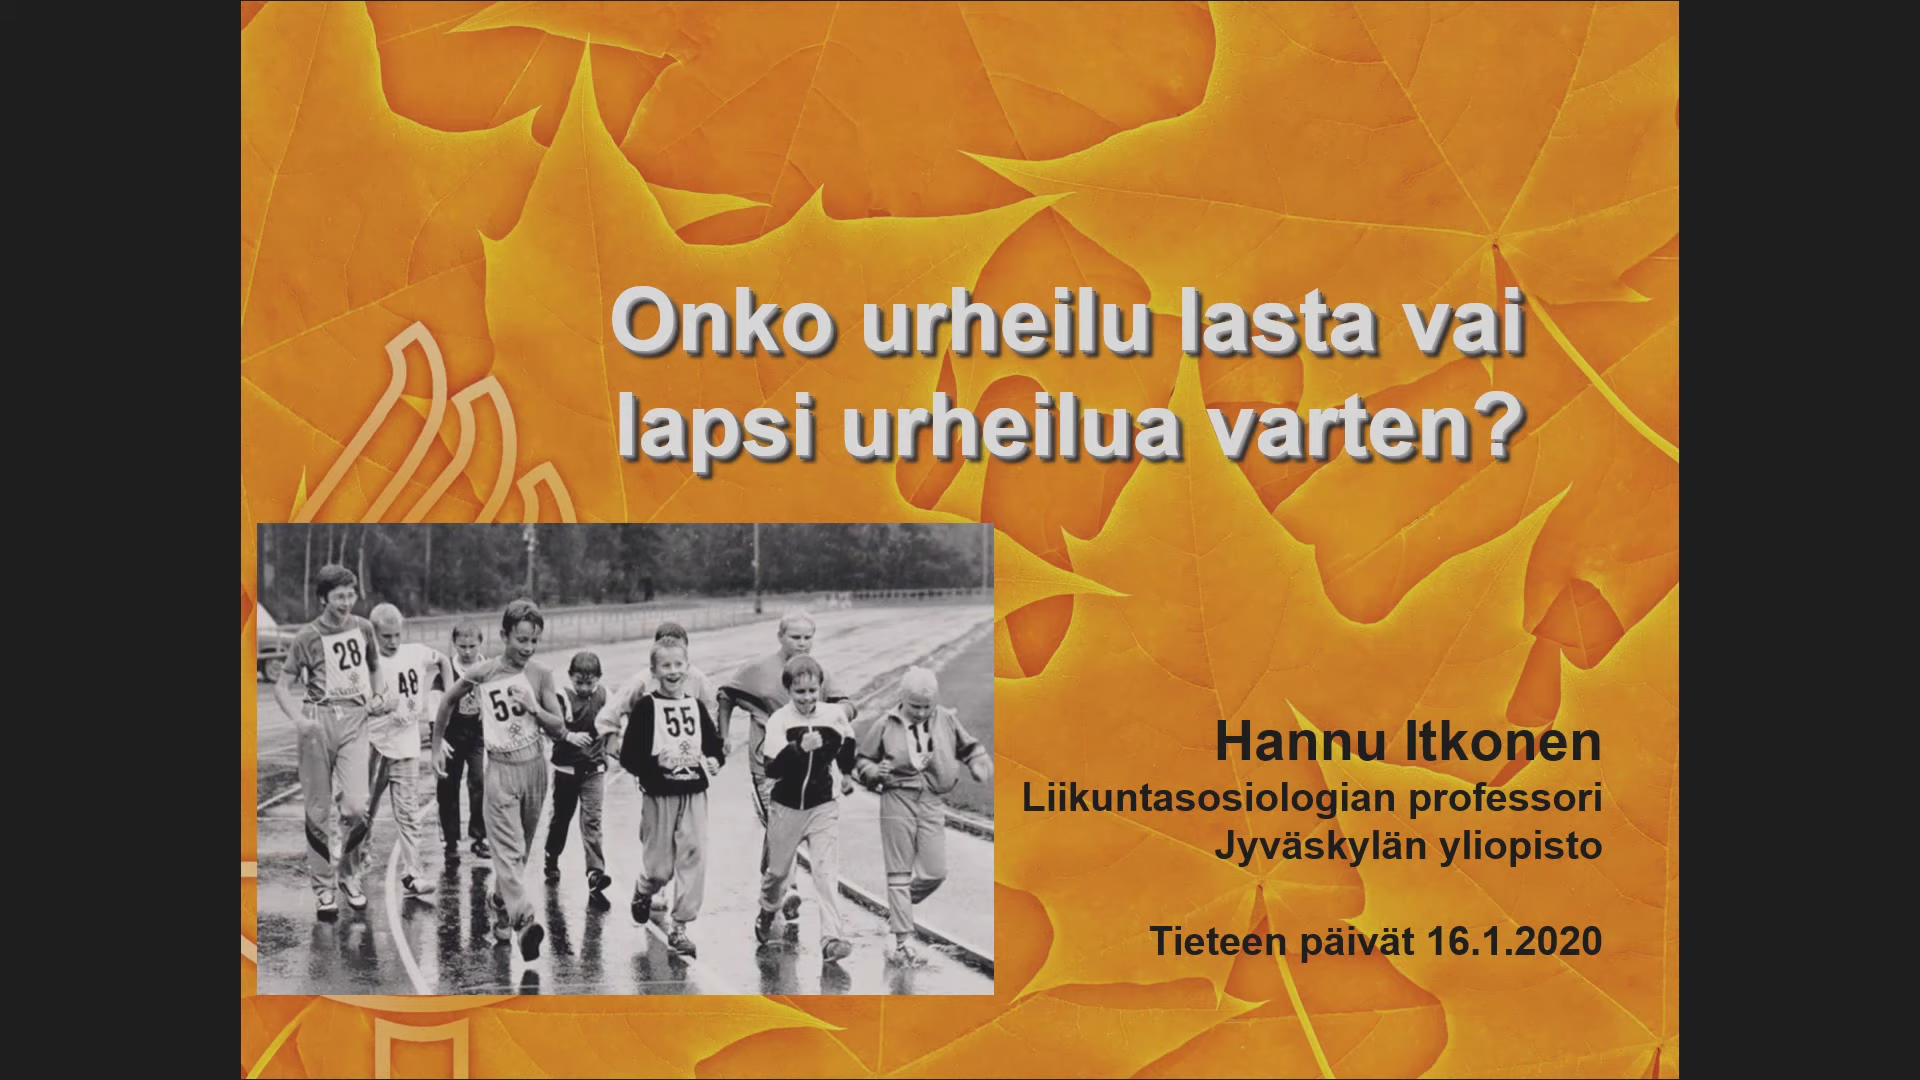 Onko urheilu lasta vai
lapsi urheilua varten?
28
48
55
Hannu Itkonen
Liikuntasosiologian professori
Jyväskylän yliopisto
Tieteen päivät 16.1.2020